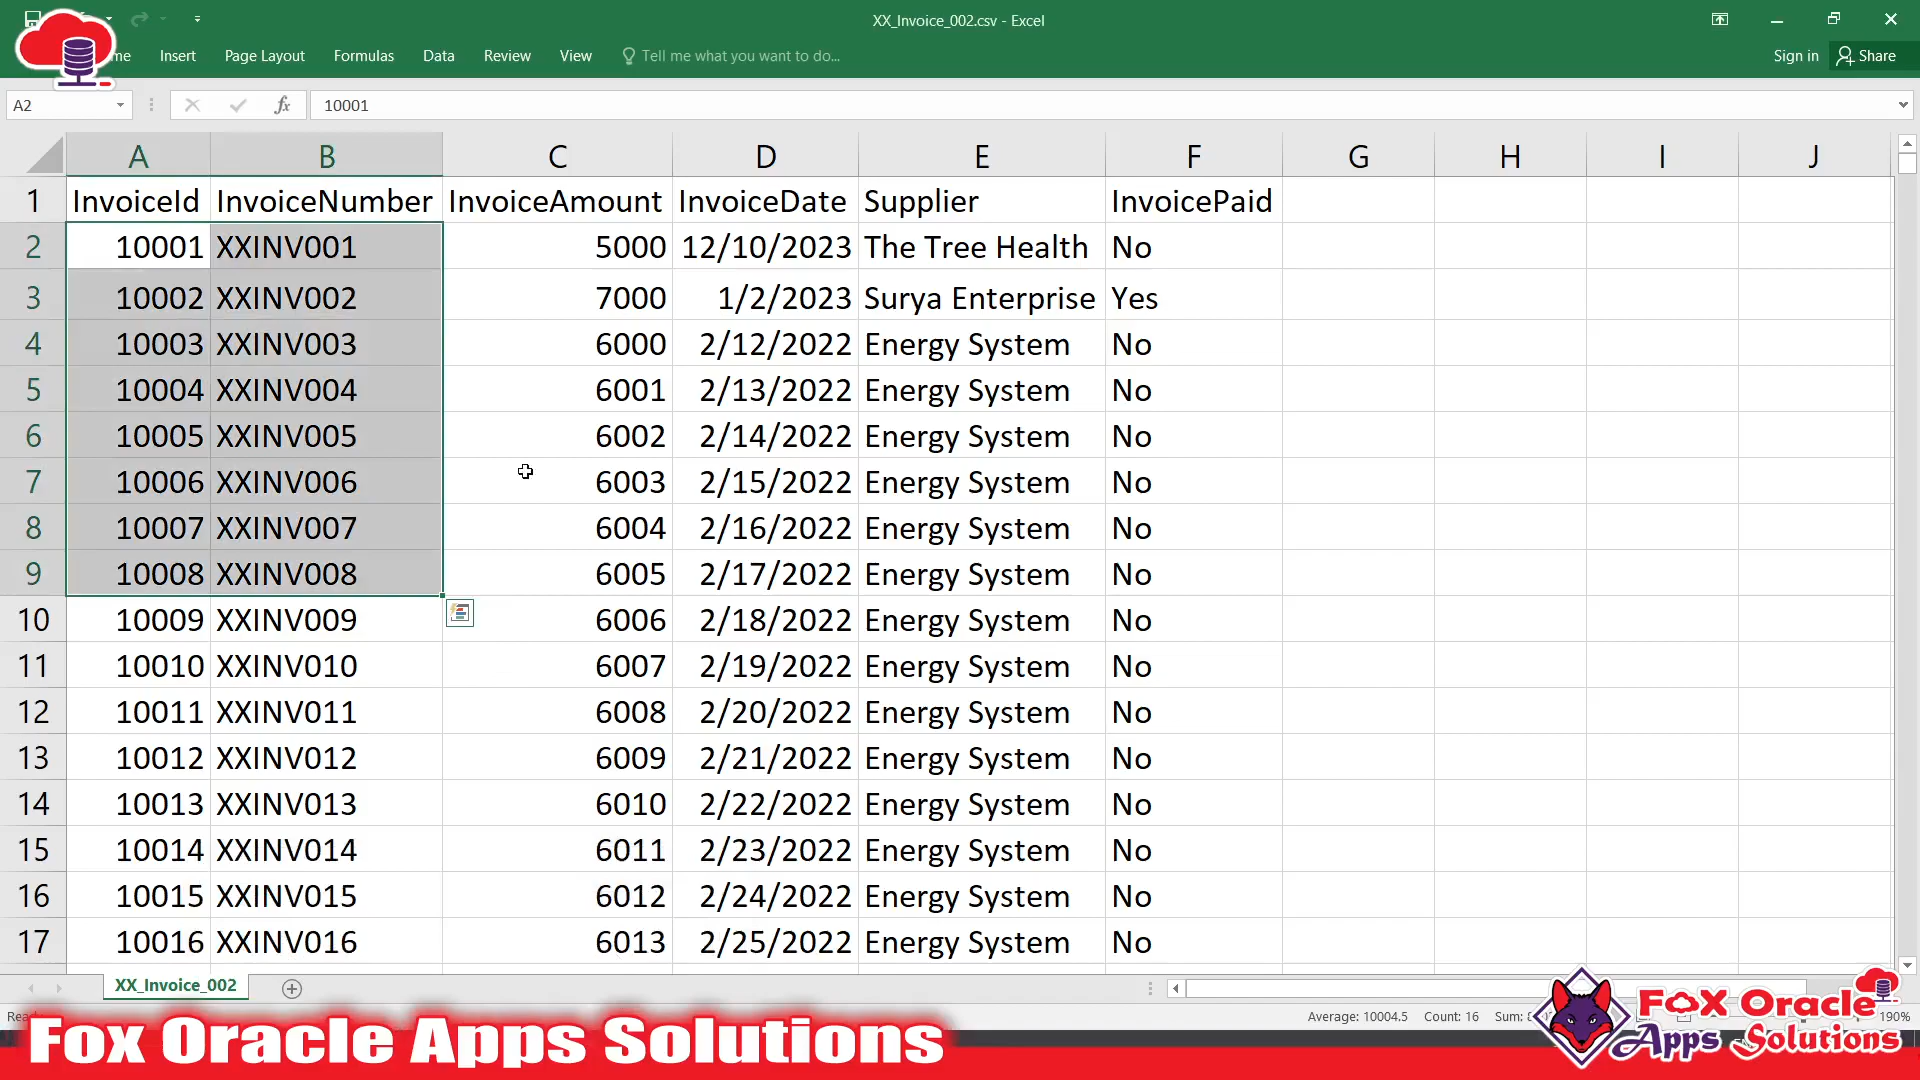 XX_Invoice_002.csv - Excel
me Insert Page Layout Formulas Data Review View Tell me what you want to do... Sign in Share
A2 fx 10001
A B C D E F G H I J
1 InvoiceId InvoiceNumber InvoiceAmount InvoiceDate Supplier InvoicePaid
2 10001 XXINV001 5000 12/10/2023 The Tree Health No
3 10002 XXINV002 7000 1/2/2023 Surya Enterprise Yes
4 10003 XXINV003 6000 2/12/2022 Energy System No
5 10004 XXINV004 6001 2/13/2022 Energy System No
6 10005 XXINV005 6002 2/14/2022 Energy System No
7 10006 XXINV006 6003 2/15/2022 Energy System No
8 10007 XXINV007 6004 2/16/2022 Energy System No
9 10008 XXINV008 6005 2/17/2022 Energy System No
10 10009 XXINV009 6006 2/18/2022 Energy System No
11 10010 XXINV010 6007 2/19/2022 Energy System No
12 10011 XXINV011 6008 2/20/2022 Energy System No
13 10012 XXINV012 6009 2/21/2022 Energy System No
14 10013 XXINV013 6010 2/22/2022 Energy System No
15 10014 XXINV014 6011 2/23/2022 Energy System No
16 10015 XXINV015 6012 2/24/2022 Energy System No
17 10016 XXINV016 6013 2/25/2022 Energy System No
XX_Invoice_002
Average: 10004.5 Count: 16 Sum: 190%
Fox Oracle Apps Solutions
Fox Oracle
Apps Solutions